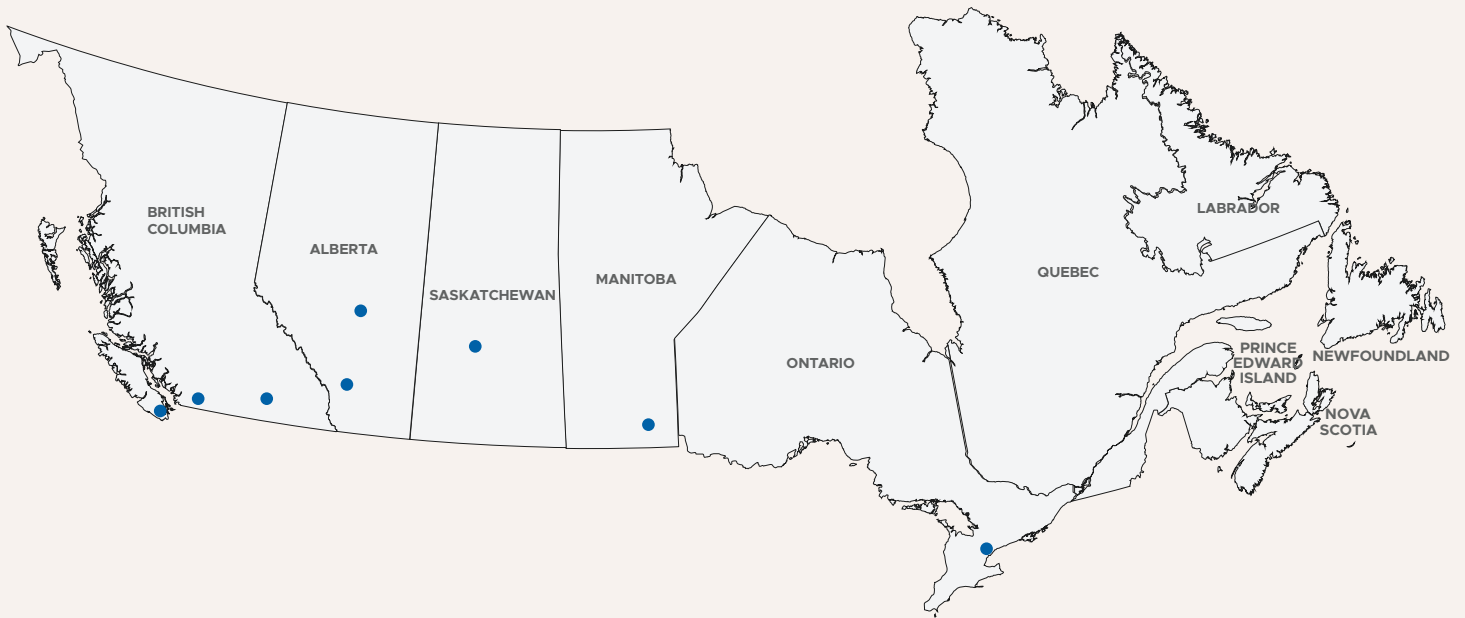 BRITISH
COLUMBIA
ALBERTA
SASKATCHEWAN
MANITOBA
ONTARIO
QUEBEC
LABRADOR
PRINCE
EDWARD
ISLAND
NEWFOUNDLAND
NOVA
SCOTIA